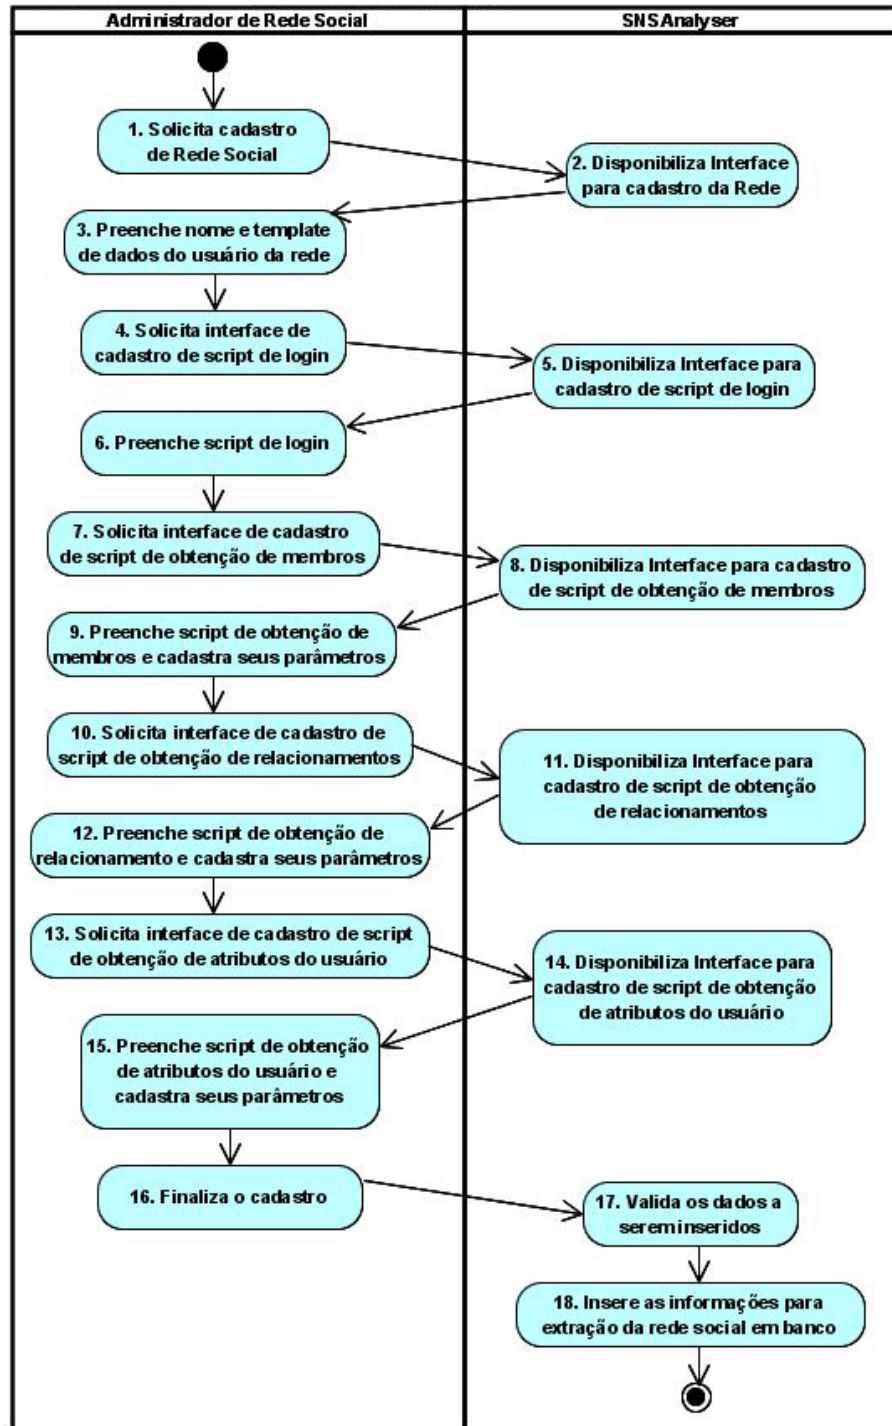 Administrador de Rede Social
SNSAnalyser
1. Solicita cadastro
de Rede Social
2. Disponibiliza Interface
para cadastro da Rede
3. Preenche nome e template
de dados do usuário da rede
4. Solicita interface de
cadastro de script de login
5. Disponibiliza Interface para
cadastro de script de login
6. Preenche script de login
7. Solicita interface de cadastro
de script de obtenção de membros
8. Disponibiliza Interface para cadastro
de script de obtenção de membros
9. Preenche script de obtenção de
membros e cadastra seus parâmetros
10. Solicita interface de cadastro de
script de obtenção de relacionamentos
11. Disponibiliza Interface para
cadastro de script de obtenção
de relacionamentos
12. Preenche script de obtenção de
relacionamento e cadastra seus parâmetros
13. Solicita interface de cadastro de script
de obtenção de atributos do usuário
14. Disponibiliza Interface para
cadastro de script de obtenção
de atributos do usuário
15. Preenche script de obtenção
de atributos do usuário e
cadastra seus parâmetros
16. Finaliza o cadastro
17. Valida os dados a
serem inseridos
18. Insere as informações para
extração da rede social em banco